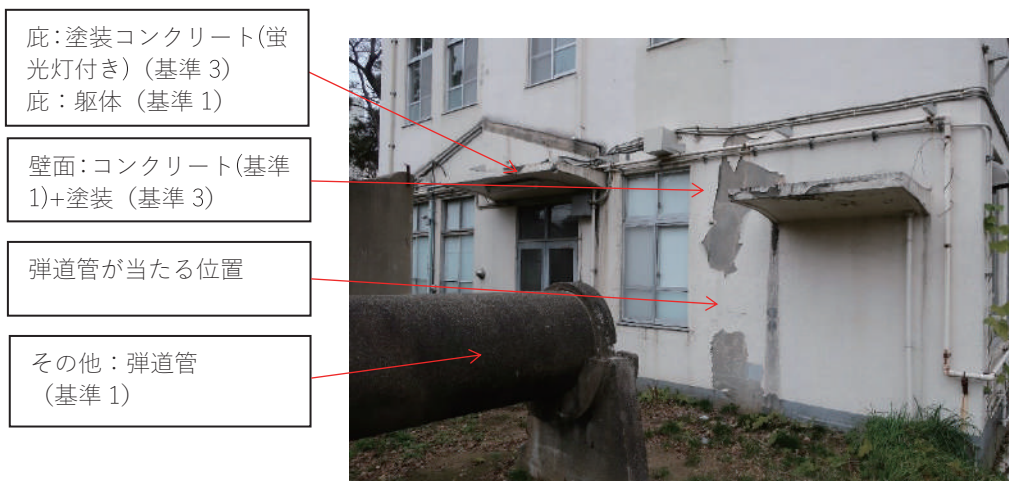 庇:塗装コンクリート(蛍
光灯付き)(基準 3)
庇：躯体（基準 1）
壁面:コンクリート(基準
1)+塗装（基準 3）
弾道管が当たる位置
その他：弾道管
（基準 1）